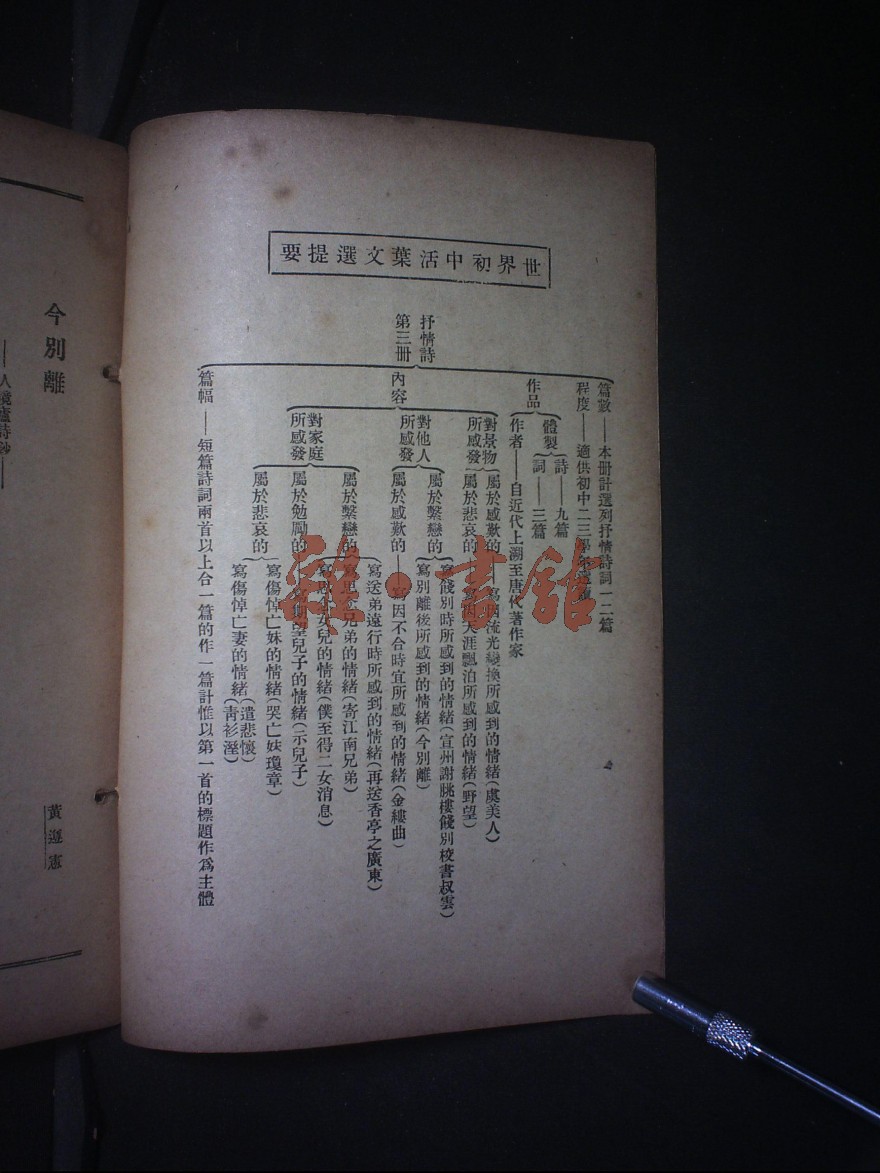 世界初中活葉文選提要
抒情詩
第三冊
篇數——本冊計選列抒情詩詞一二篇
程度——適供初中二三學年
作品
體製
詩——九篇
詞——三篇
作者——自近代上溯至唐代著作家
內容
對景物
所感發
屬於感歎的——寫因流光變換所感到的情緒(虞美人)
屬於悲哀的——寫因天涯飄泊所感到的情緒(野望)
對他人
所感發
屬於繫戀的
寫餞別時所感到的情緒(宣州謝朓樓餞別校書叔雲)
寫別離後所感到的情緒(今別離)
屬於感歎的——寫因不合時宜所感到的情緒(金縷曲)
對家庭
所感發
屬於繫戀的
寫送弟遠行時所感到的情緒(再送香亭之廣東)
寫思念兄弟的情緒(寄江南兄弟)
女兒的情緒(僕至得二女消息)
屬於勉勵的
望兒子的情緒(示兒子)
屬於悲哀的
寫傷悼亡妹的情緒(哭亡妹瓊章)
寫傷悼亡妻的情緒(遣悲懷)
(靑衫溼)
篇幅——短篇詩詞兩首以上合一篇的作一篇計惟以第一首的標題作爲主體
今別離
——人境廬詩鈔——
黃遵憲
雜·書館